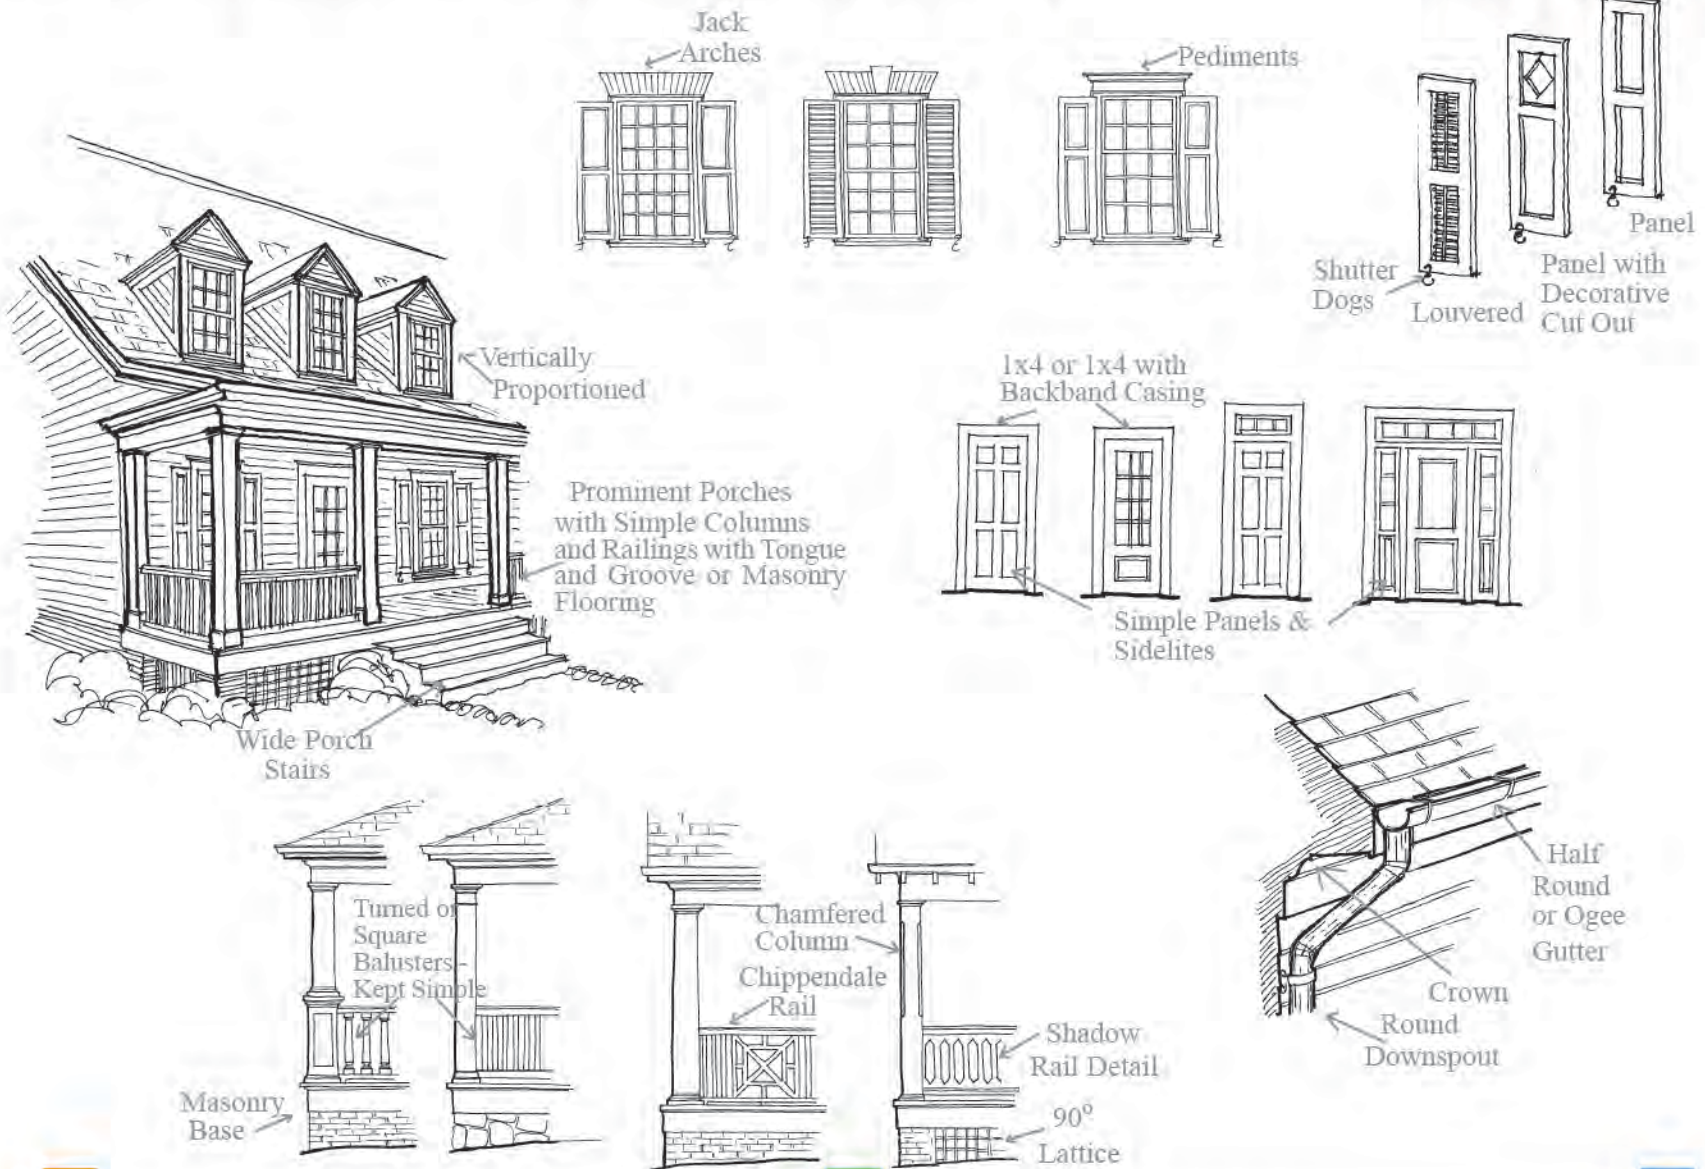 Jack
Arches
Pediments
Panel
Shutter
Dogs
Louvered
Panel with
Decorative
Cut Out
Vertically
Proportioned
1x4 or 1x4 with
Backband Casing
Prominent Porches
with Simple Columns
and Railings with Tongue
and Groove or Masonry
Flooring
Simple Panels &
Sidelites
Wide Porch
Stairs
Half
Round
or Ogee
Gutter
Crown
Round
Downspout
Turned or
Square
Balusters -
Kept Simple
Chamfered
Column
Chippendale
Rail
Shadow
Rail Detail
Masonry
Base
90º
Lattice